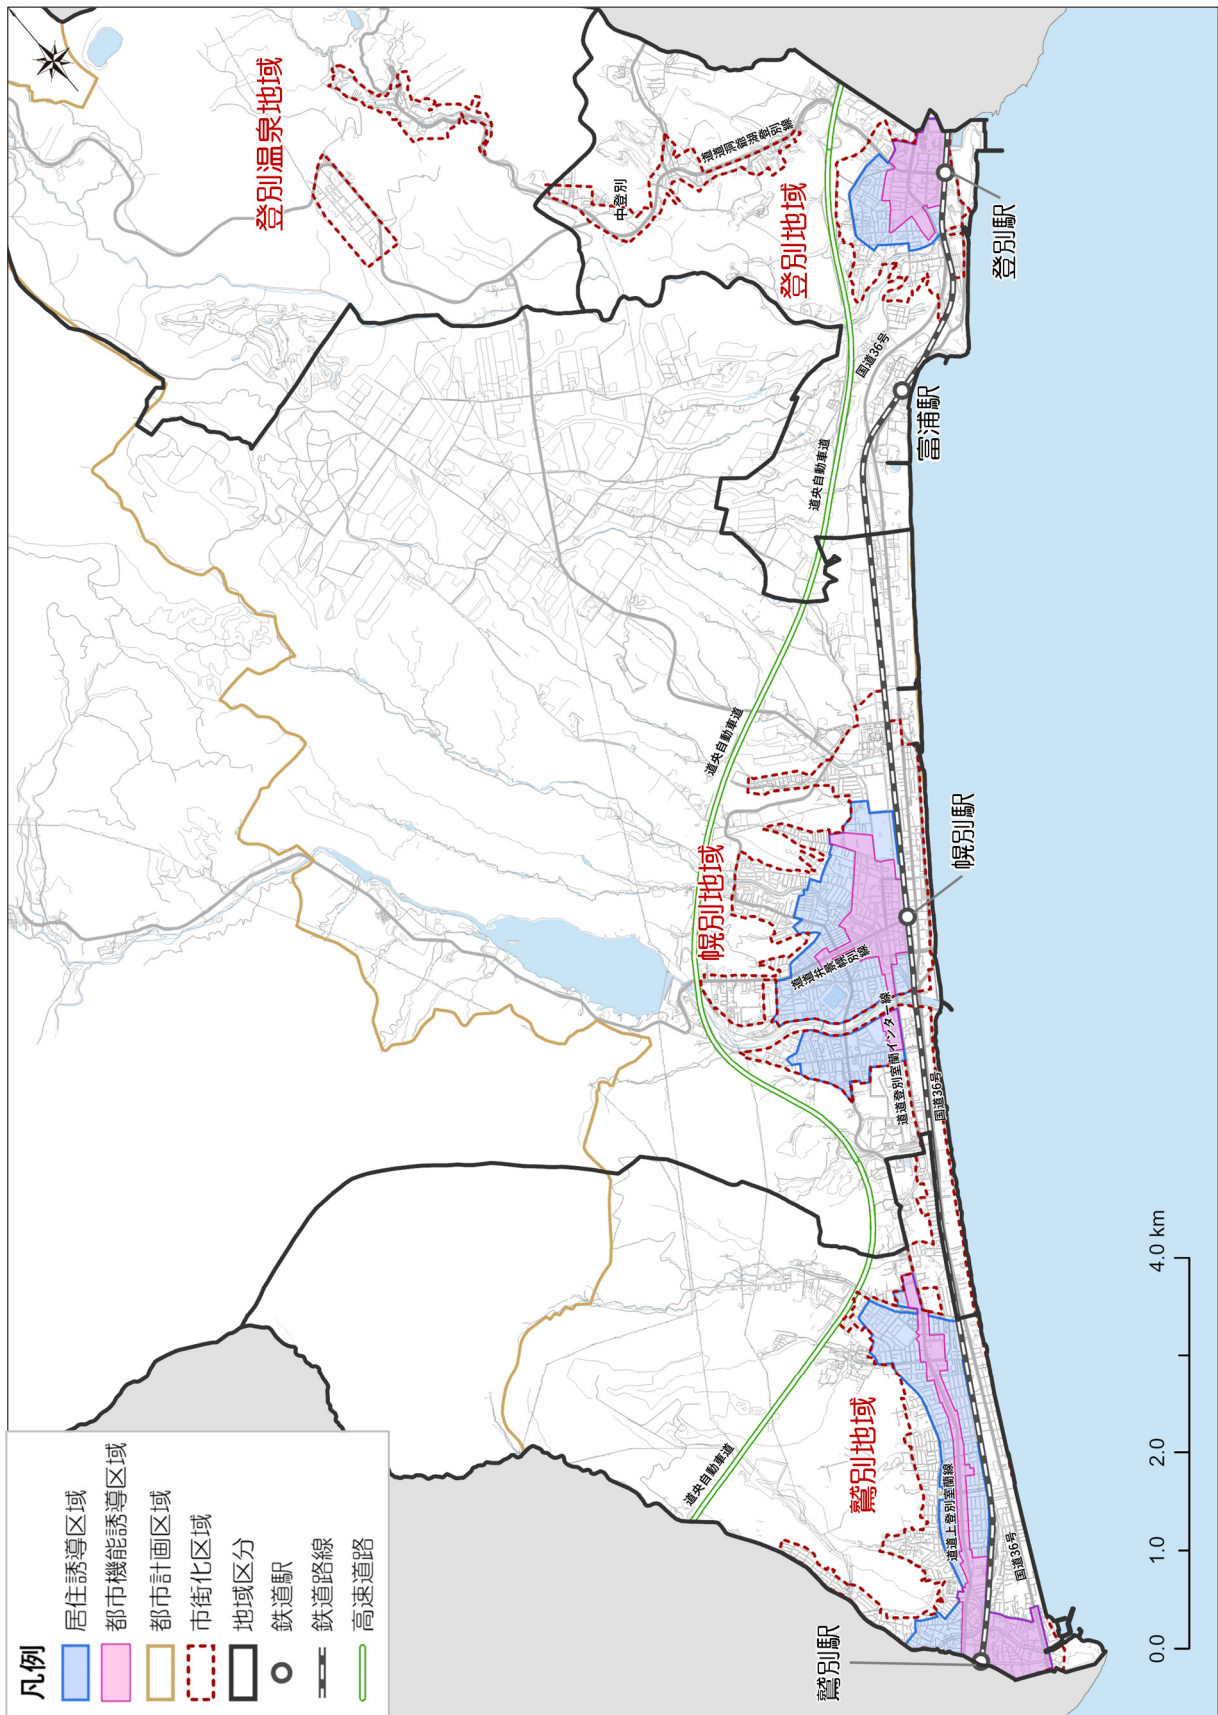 凡例
居住誘導区域
都市機能誘導区域
都市計画区域
市街化区域
地域区分
鉄道駅
鉄道路線
高速道路
登別温泉地域
中登別
道道洞爺湖登別線
登別地域
登別駅
国道36号
富浦駅
道央自動車道
道央自動車道
幌別地域
幌別駅
道道弁景幌別線
道道登別室蘭インター線
国道36号
鷲別地域
道央自動車道
道道上登別室蘭線
国道36号
鷲別駅
0.0
1.0
2.0
4.0 km